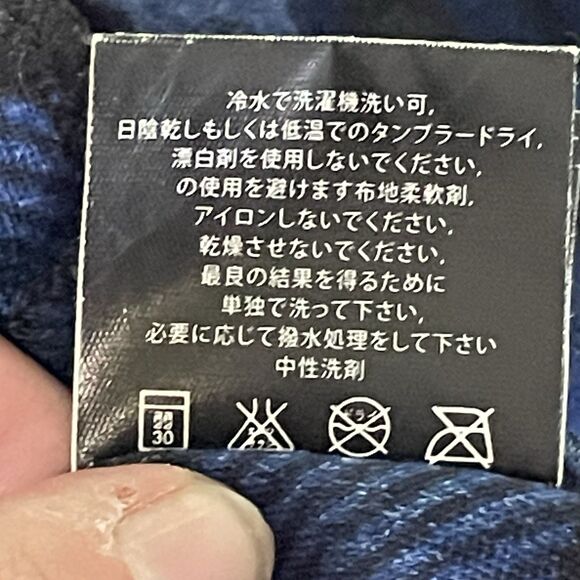 冷水で洗濯機洗い可,
日陰乾しもしくは低温でのタンブラードライ,
漂白剤を使用しないでください,
の使用を避けます布地柔軟剤,
アイロンしないでください,
乾燥させないでください,
最良の結果を得るために
単独で洗って下さい,
必要に応じて撥水処理をして下さい
中性洗剤
30
ドライ